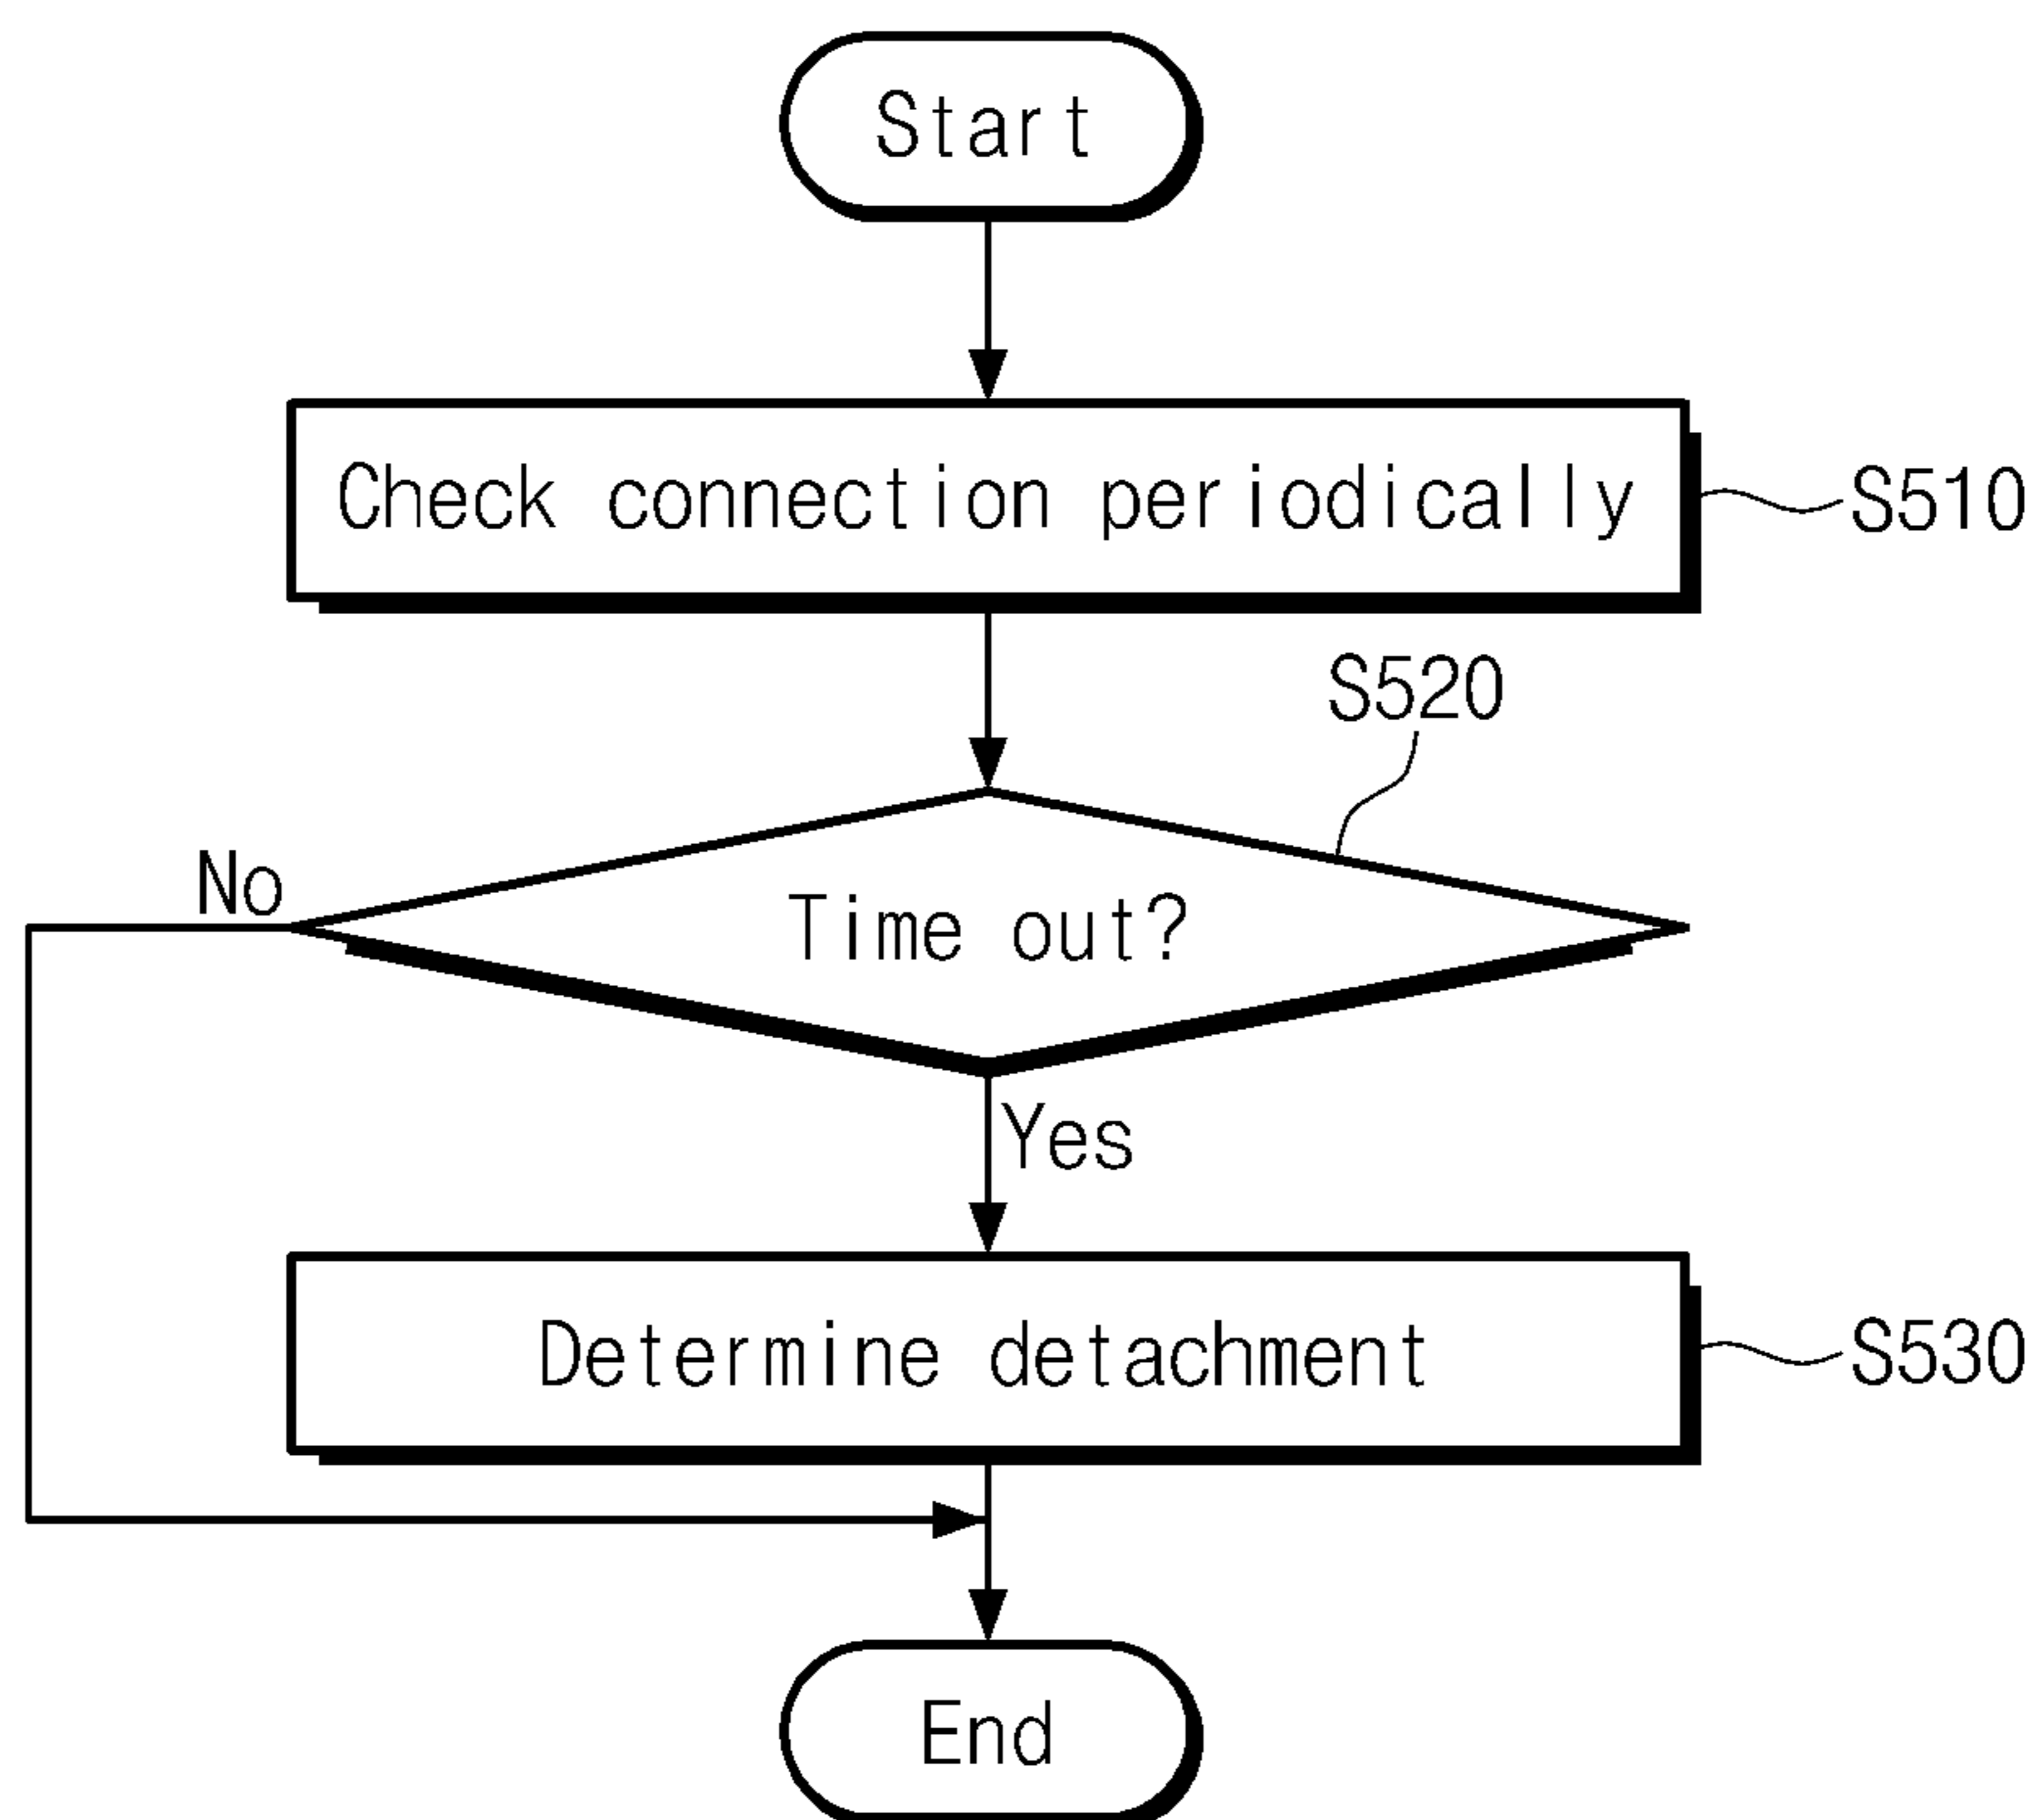 Start
Check connection periodically
S510
S520
No
Time out?
Yes
Determine detachment
S530
End